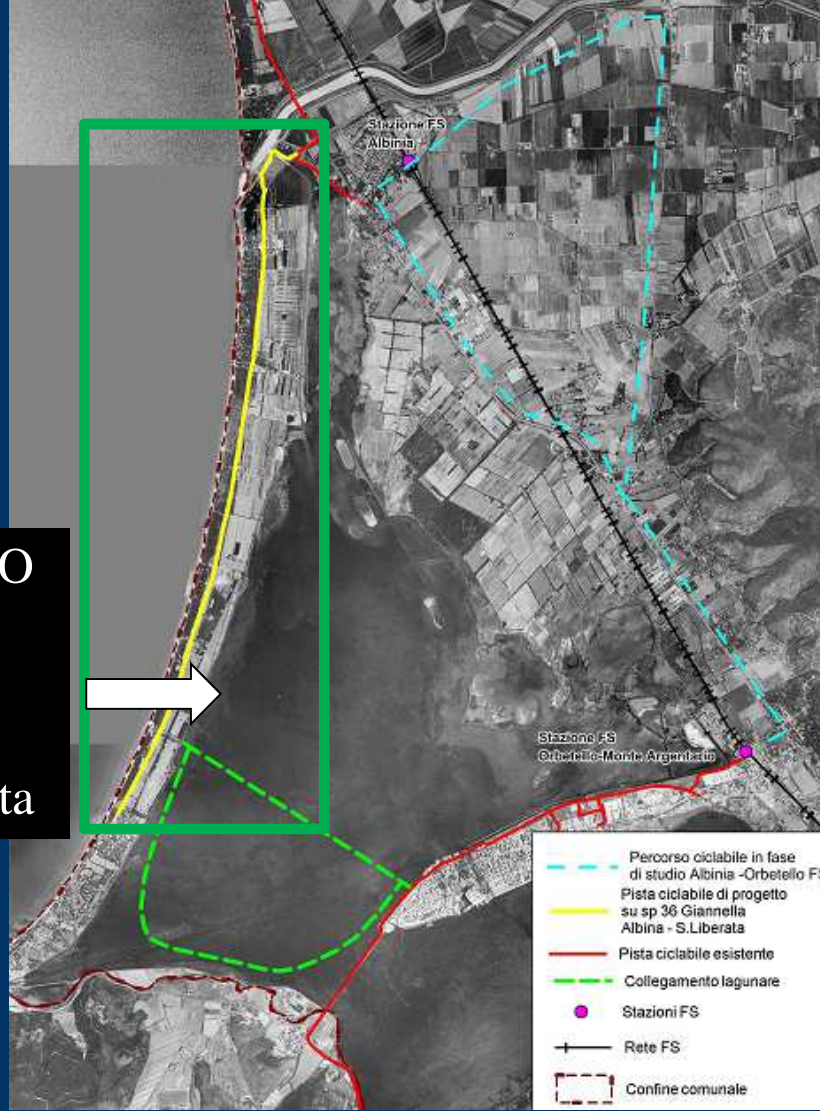 Stazione FS
Albinia
O
ta
Stazione FS
Orbetello-Monte Argentario
Percorso ciclabile in fase
di studio Albinia -Orbetello FS
Pista ciclabile di progetto
su sp 36 Giannella
Albina - S.Liberata
Pista ciclabile esistente
Collegamento lagunare
Stazioni FS
Rete FS
Confine comunale